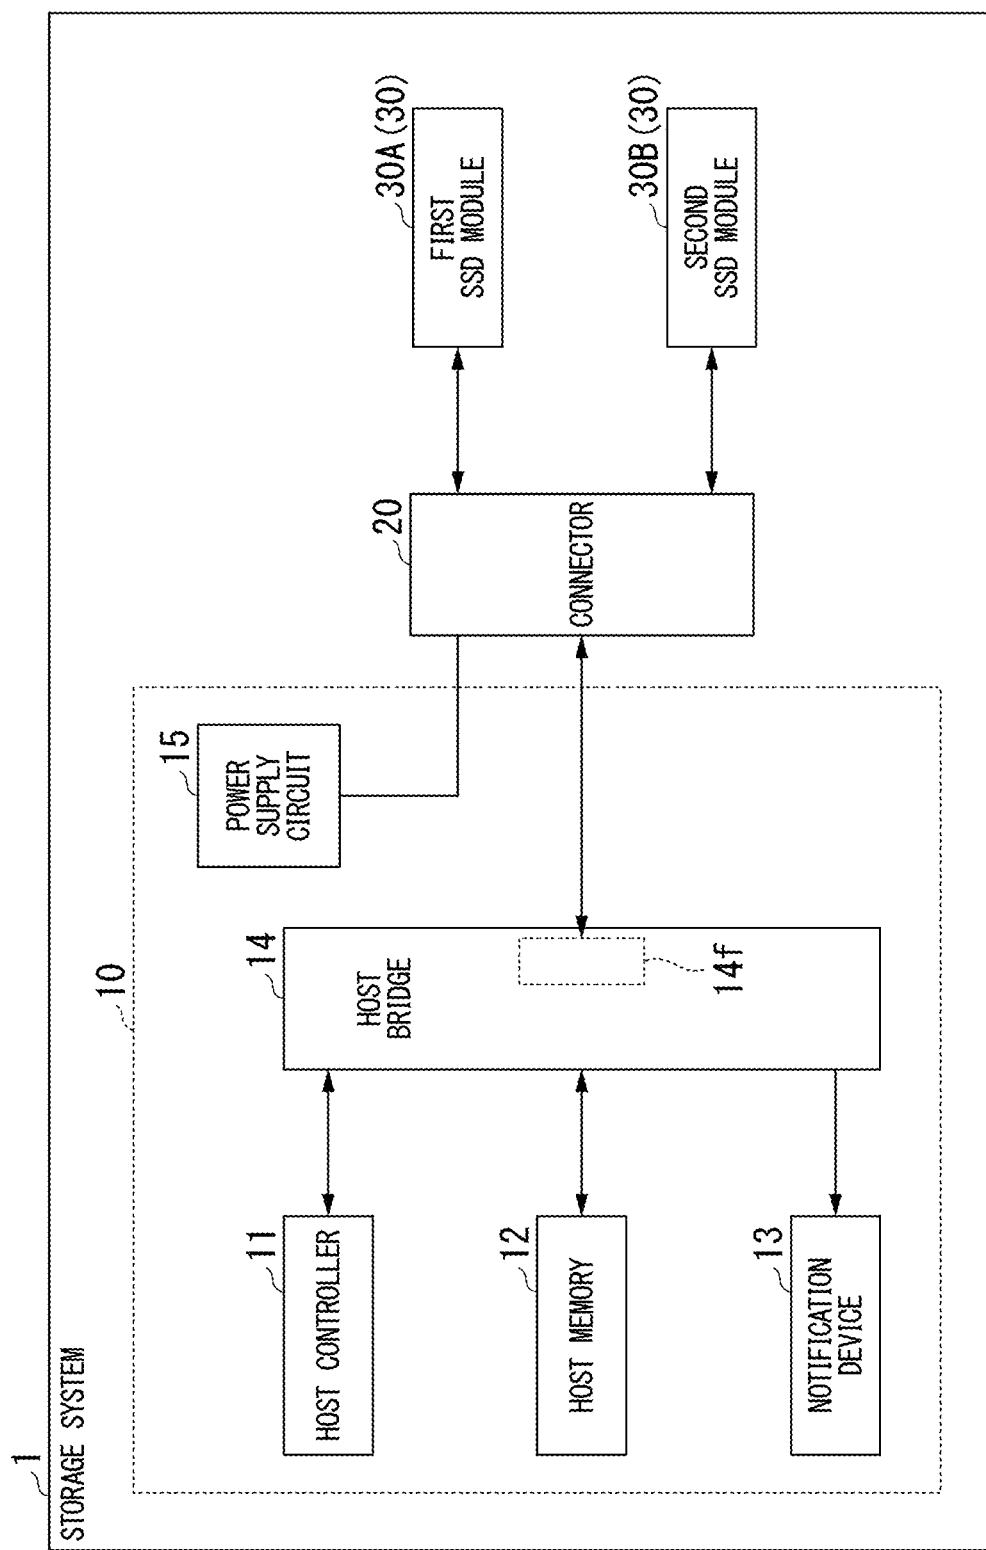 1
STORAGE SYSTEM
10
11
HOST CONTROLLER
12
HOST MEMORY
13
NOTIFICATION
DEVICE
14
HOST
BRIDGE
14f
15
POWER
SUPPLY
CIRCUIT
20
CONNECTOR
30A(30)
FIRST
SSD MODULE
30B(30)
SECOND
SSD MODULE